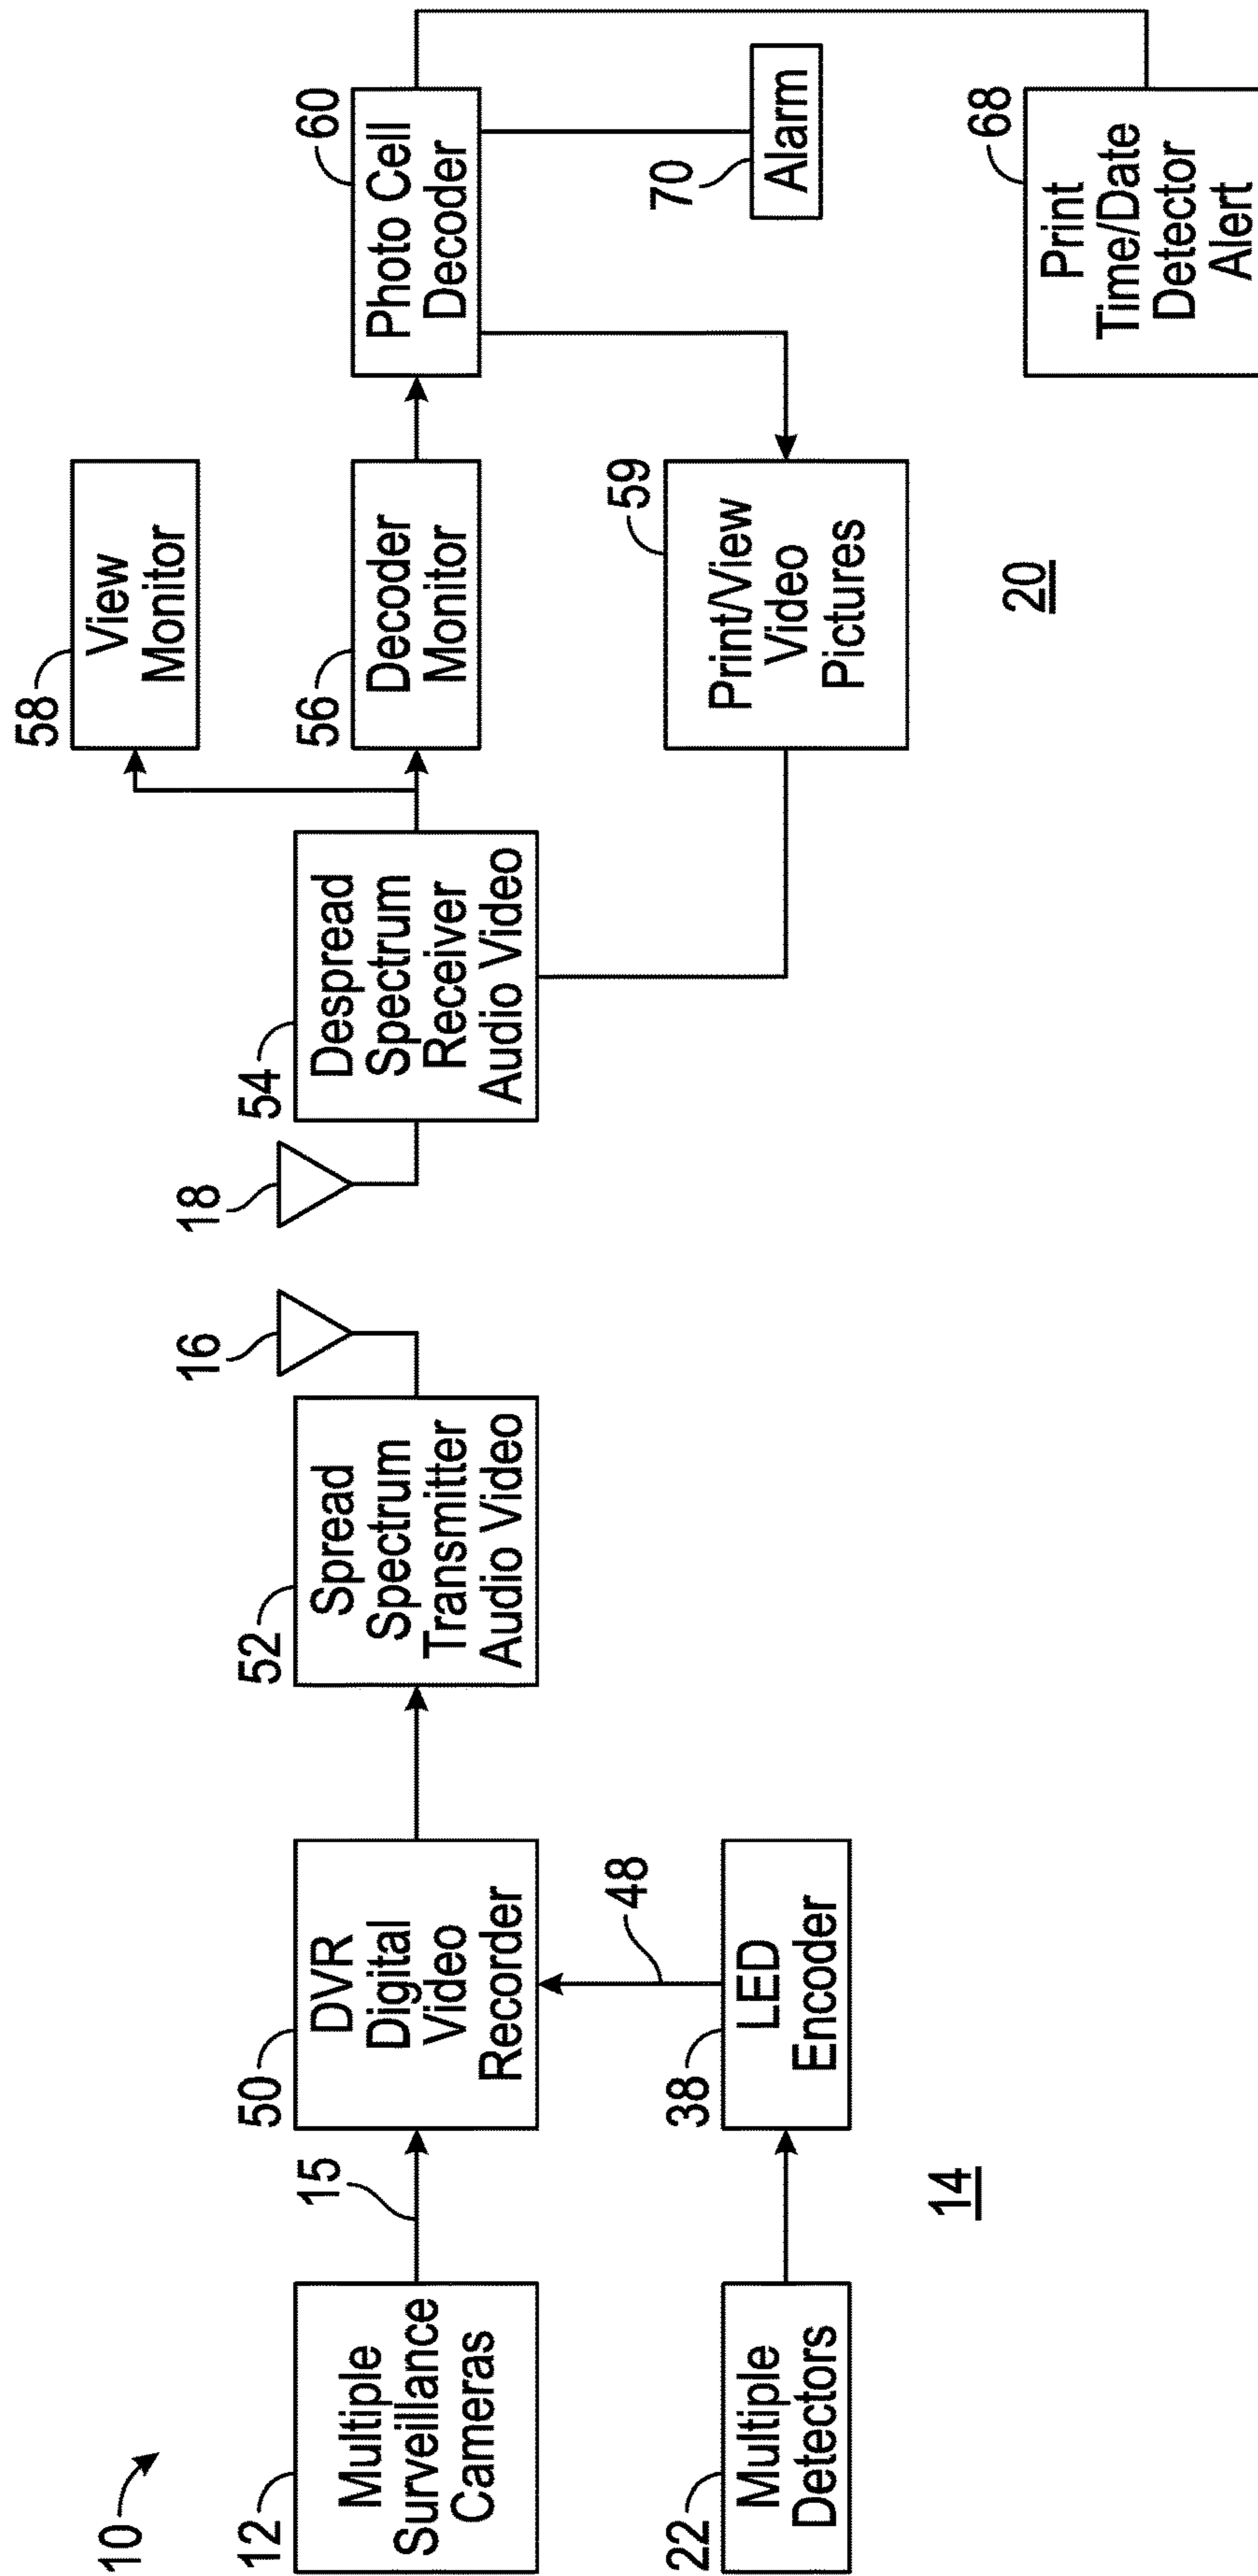 10
12
Multiple
Surveillance
Cameras
15
50
DVR
Digital
Video
Recorder
52
Spread
Spectrum
Transmitter
Audio Video
16
18
54
Despread
Spectrum
Receiver
Audio Video
58
View
Monitor
56
Decoder
Monitor
60
Photo Cell
Decoder
22
Multiple
Detectors
38
LED
Encoder
48
59
Print/View
Video
Pictures
70
Alarm
68
Print
Time/Date
Detector
Alert
14
20